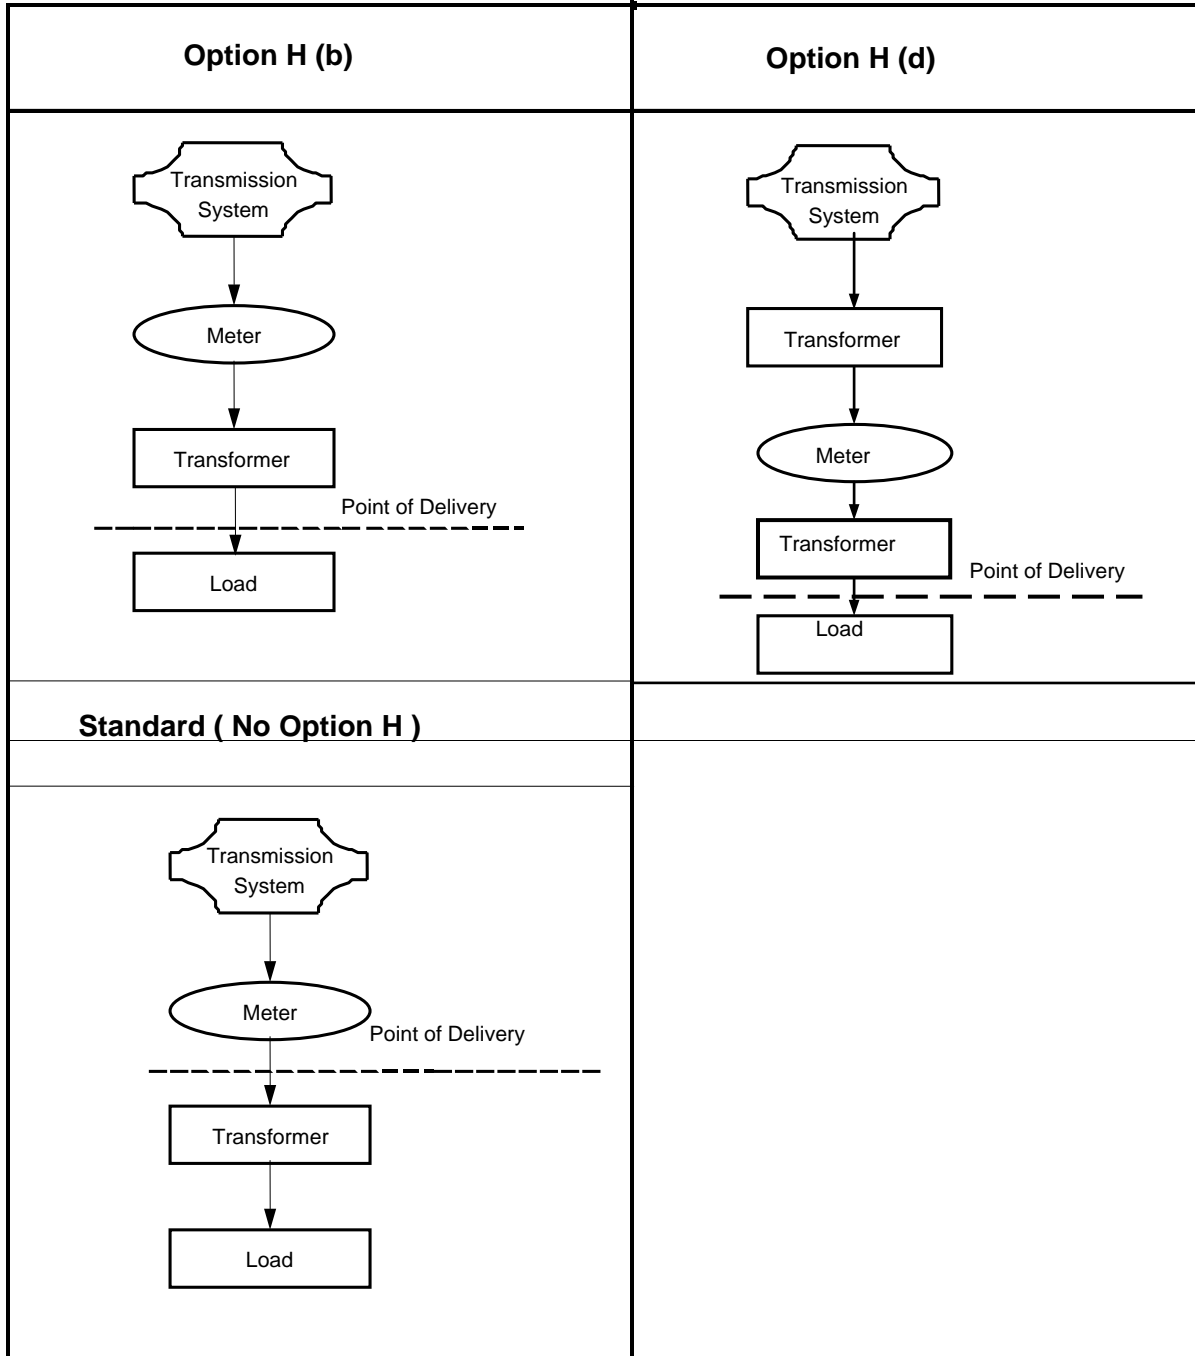 Option H (b)
Transmission
System
Meter
Transformer
Point of Delivery
Load
Option H (d)
Transmission
System
Transformer
Meter
Transformer
Point of Delivery
Load
Standard ( No Option H )
Transmission
System
Meter
Point of Delivery
Transformer
Load